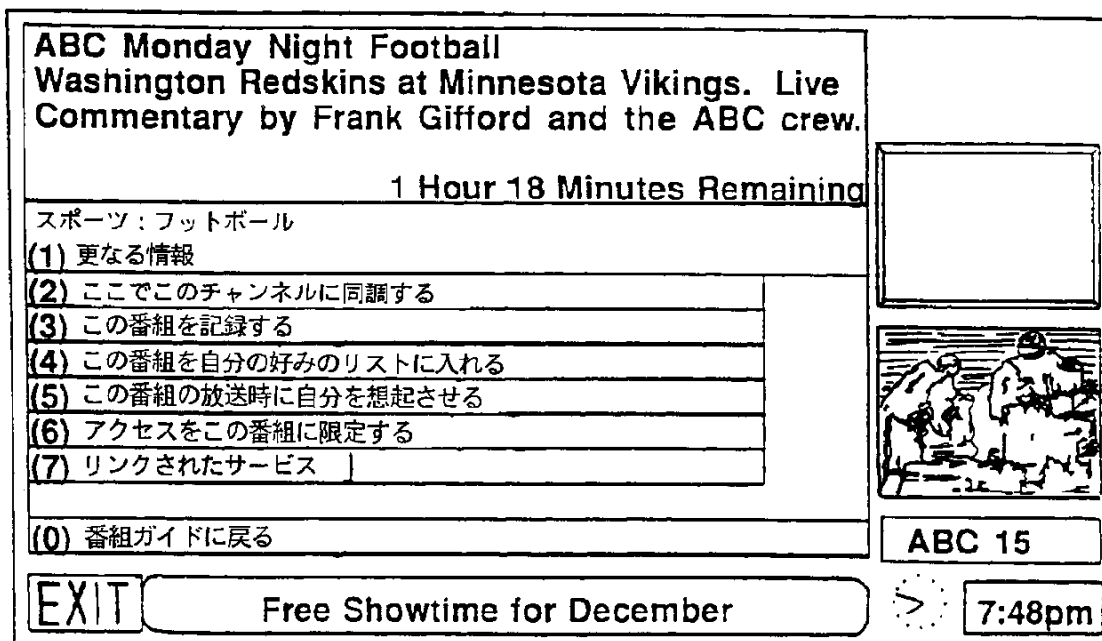 ABC Monday Night Football
Washington Redskins at Minnesota Vikings. Live
Commentary by Frank Gifford and the ABC crew.
1 Hour 18 Minutes Remaining
スポーツ：フットボール
(1) 更なる情報
(2) ここでこのチャンネルに同調する
(3) この番組を記録する
(4) この番組を自分の好みのリストに入れる
(5) この番組の放送時に自分を想起させる
(6) アクセスをこの番組に限定する
(7) リンクされたサービス
(0) 番組ガイドに戻る
ABC 15
EXIT
Free Showtime for December
7:48pm